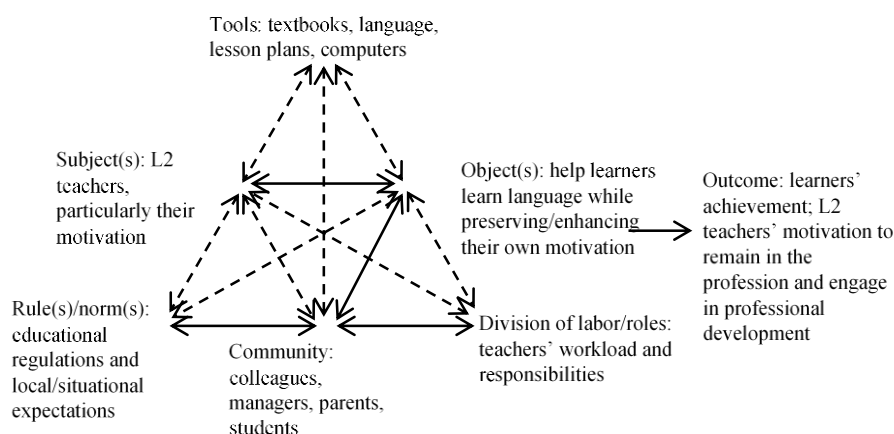 Tools: textbooks, language,
lesson plans, computers
Subject(s): L2
teachers,
particularly their
motivation
Object(s): help learners
learn language while
preserving/enhancing
their own motivation
Outcome: learners’
achievement; L2
teachers’ motivation to
remain in the
profession and engage
in professional
development
Rule(s)/norm(s):
educational
regulations and
local/situational
expectations
Community:
colleagues,
managers, parents,
students
Division of labor/roles:
teachers’ workload and
responsibilities